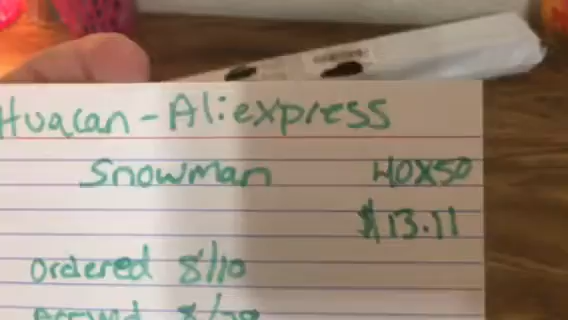 Huacan - Aliexpress
Snowman 40X50
$13.11
Ordered 8/10